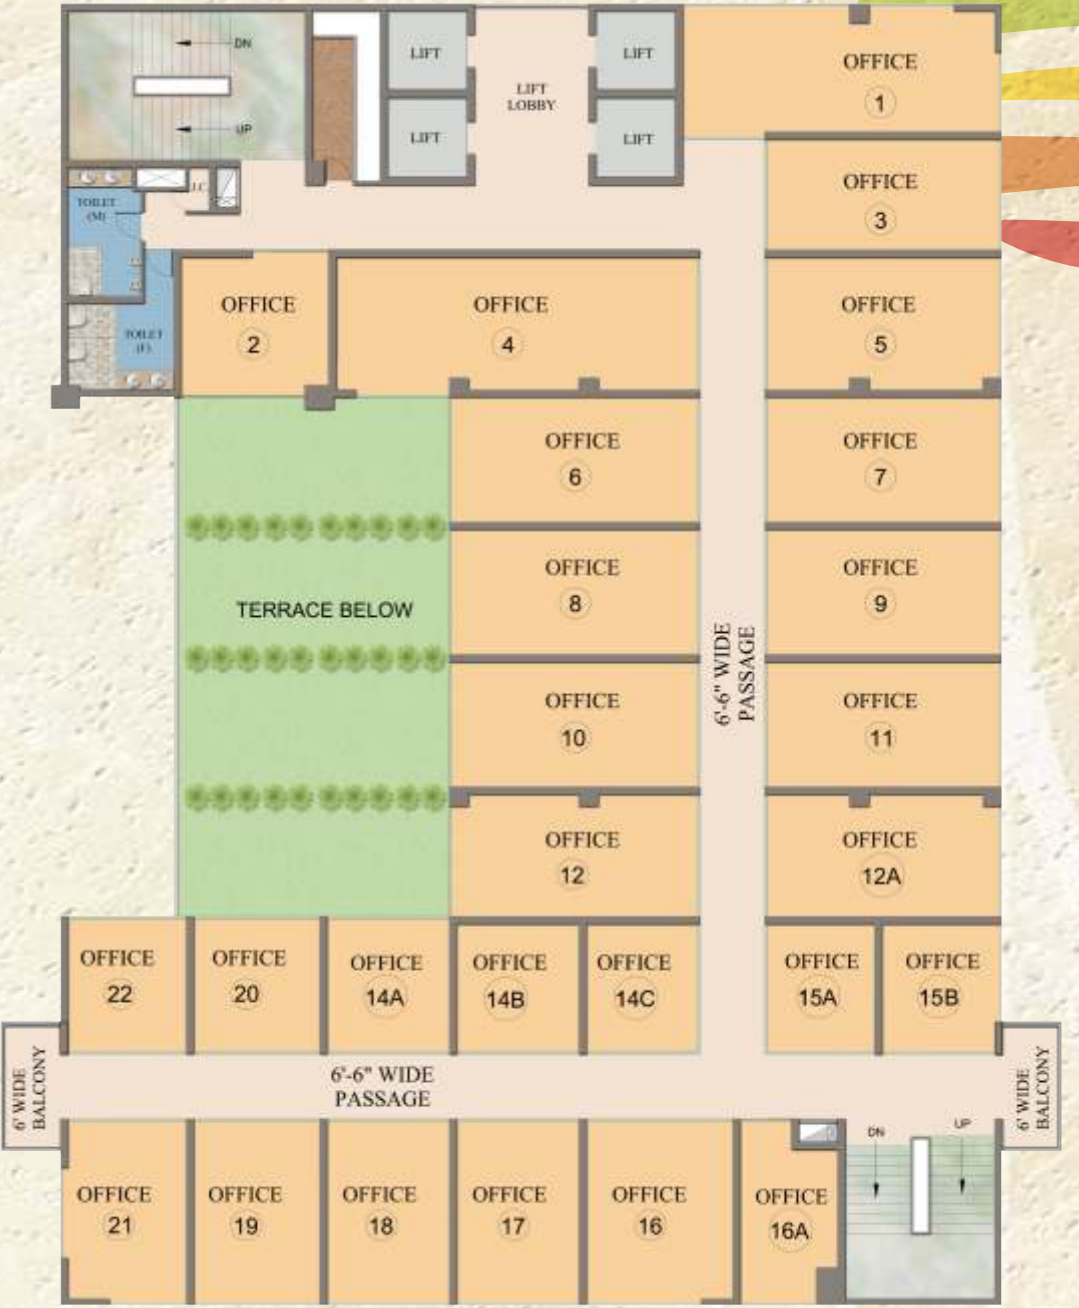 DN
UP
LIFT
LIFT
LIFT
LOBBY
LIFT
LIFT
OFFICE
1
TOILET
(M)
OFFICE
3
OFFICE
2
OFFICE
4
OFFICE
5
TOILET
(F)
OFFICE
6
OFFICE
7
TERRACE BELOW
OFFICE
8
6'-6" WIDE
PASSAGE
OFFICE
9
OFFICE
10
OFFICE
11
OFFICE
12
OFFICE
12A
OFFICE
22
OFFICE
20
OFFICE
14A
OFFICE
14B
OFFICE
14C
OFFICE
15A
OFFICE
15B
6' WIDE
BALCONY
6'-6" WIDE
PASSAGE
6' WIDE
BALCONY
DN
UP
OFFICE
21
OFFICE
19
OFFICE
18
OFFICE
17
OFFICE
16
OFFICE
16A